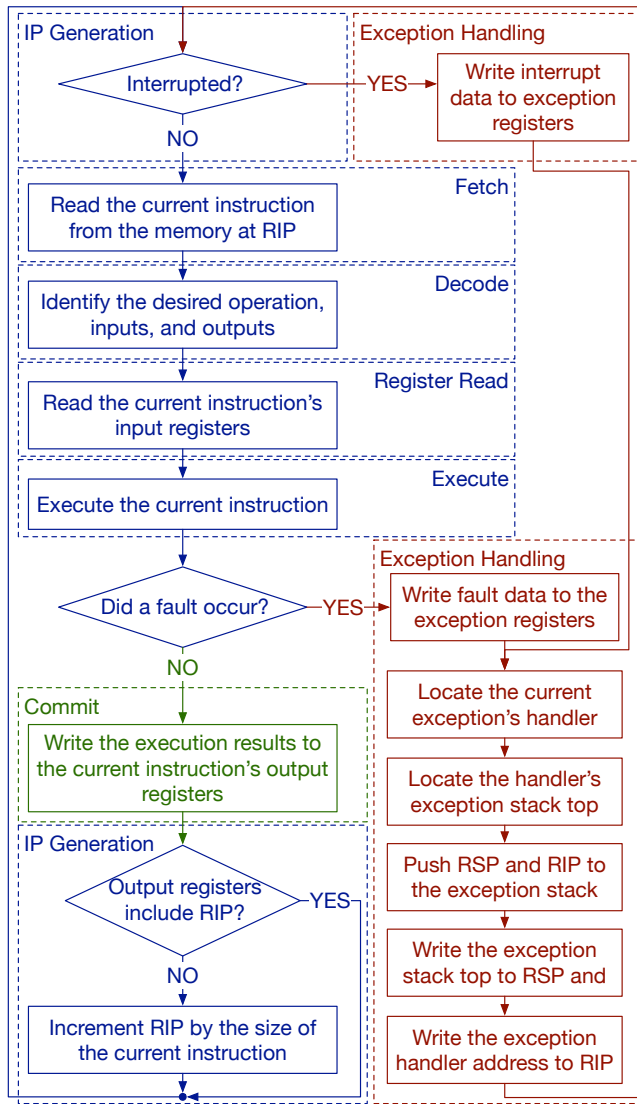 IP Generation
Exception Handling
Interrupted?
YES
Write interrupt
data to exception
registers
NO
Fetch
Read the current instruction
from the memory at RIP
Decode
Identify the desired operation,
inputs, and outputs
Register Read
Read the current instruction's
input registers
Execute
Execute the current instruction
Exception Handling
Did a fault occur?
YES
Write fault data to the
exception registers
NO
Locate the current
exception's handler
Commit
Write the execution results to
the current instruction's output
registers
Locate the handler's
exception stack top
IP Generation
Output registers
include RIP?
YES
Push RSP and RIP to
the exception stack
NO
Write the exception
stack top to RSP and
Increment RIP by the size of
the current instruction
Write the exception
handler address to RIP